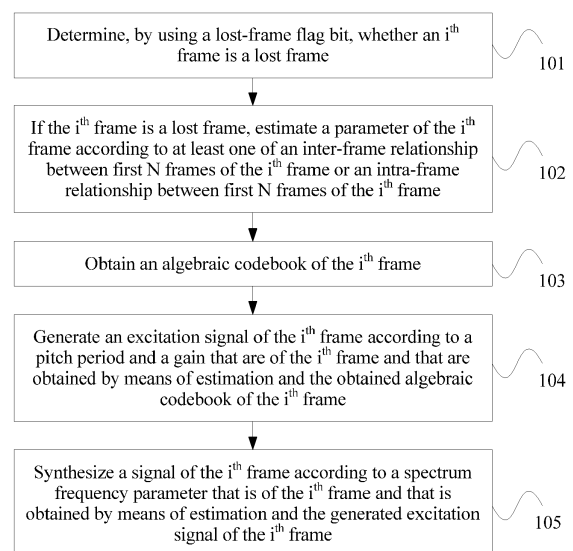 Determine, by using a lost-frame flag bit, whether an ith
frame is a lost frame
101
If the ith frame is a lost frame, estimate a parameter of the ith
frame according to at least one of an inter-frame relationship
between first N frames of the ith frame or an intra-frame
relationship between first N frames of the ith frame
102
Obtain an algebraic codebook of the ith frame
103
Generate an excitation signal of the ith frame according to a
pitch period and a gain that are of the ith frame and that are
obtained by means of estimation and the obtained algebraic
codebook of the ith frame
104
Synthesize a signal of the ith frame according to a spectrum
frequency parameter that is of the ith frame and that is
obtained by means of estimation and the generated excitation
signal of the ith frame
105